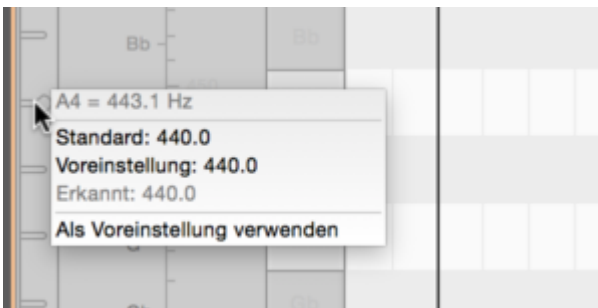 Bb
Bb
A4 = 443.1 Hz
Standard: 440.0
Voreinstellung: 440.0
Erkannt: 440.0
Als Voreinstellung verwenden
Gb